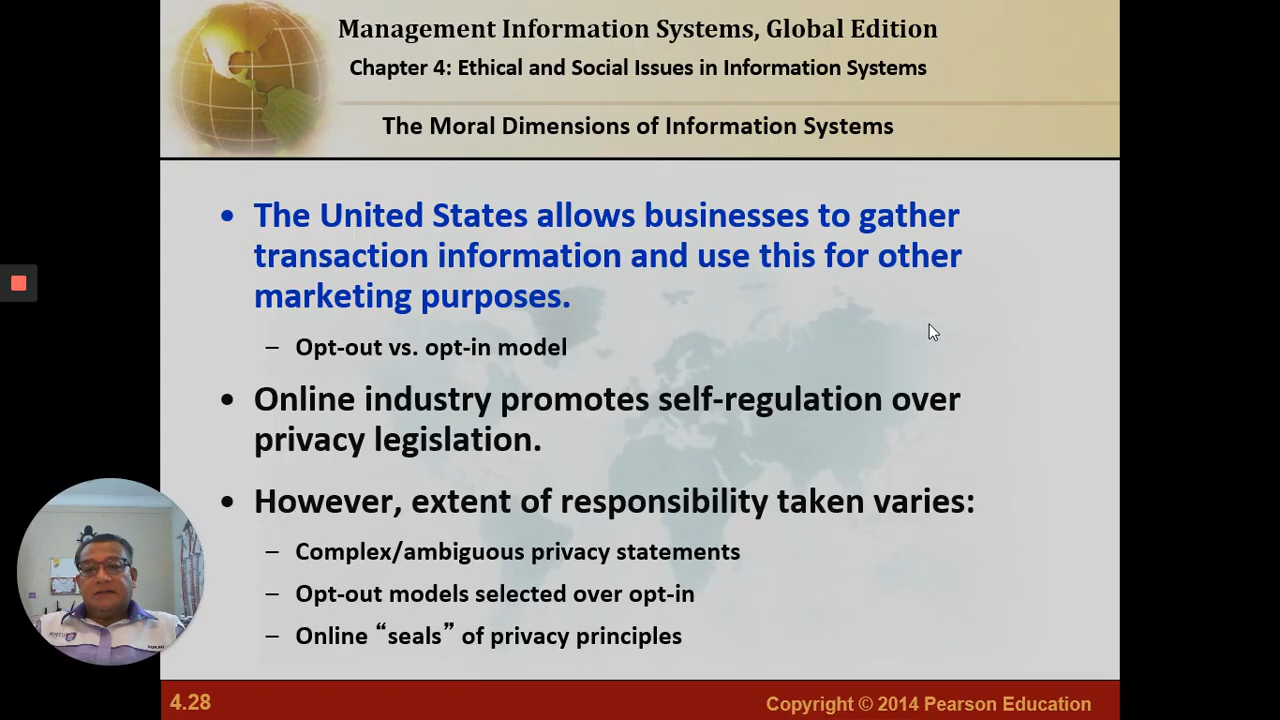 Management Information Systems, Global Edition
Chapter 4: Ethical and Social Issues in Information Systems
The Moral Dimensions of Information Systems
• The United States allows businesses to gather
transaction information and use this for other
marketing purposes.
– Opt-out vs. opt-in model
• Online industry promotes self-regulation over
privacy legislation.
• However, extent of responsibility taken varies:
– Complex/ambiguous privacy statements
– Opt-out models selected over opt-in
– Online “seals” of privacy principles
4.28
Copyright © 2014 Pearson Education